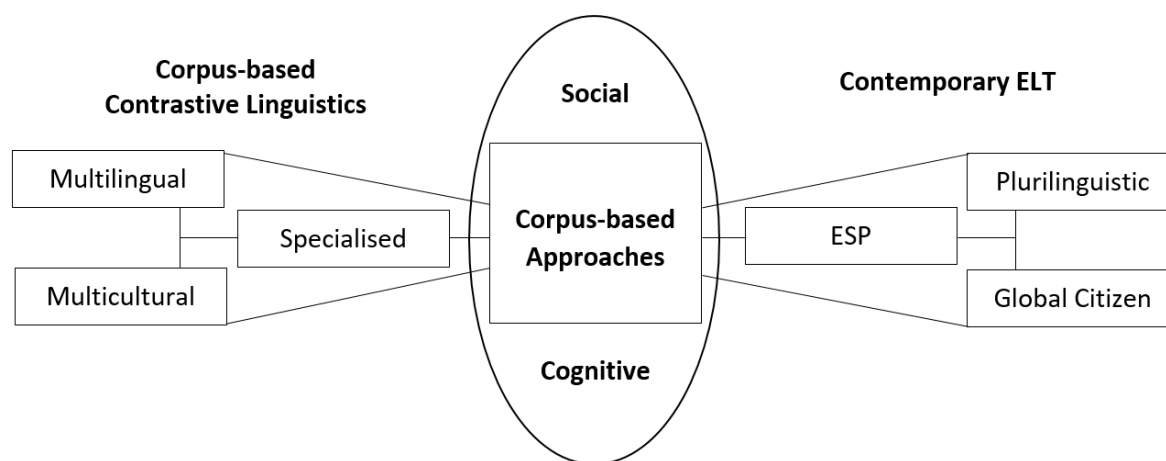 Corpus-based
Contrastive Linguistics
Multilingual
Specialised
Multicultural
Social
Corpus-based
Approaches
Cognitive
Contemporary ELT
Plurilinguistic
ESP
Global Citizen